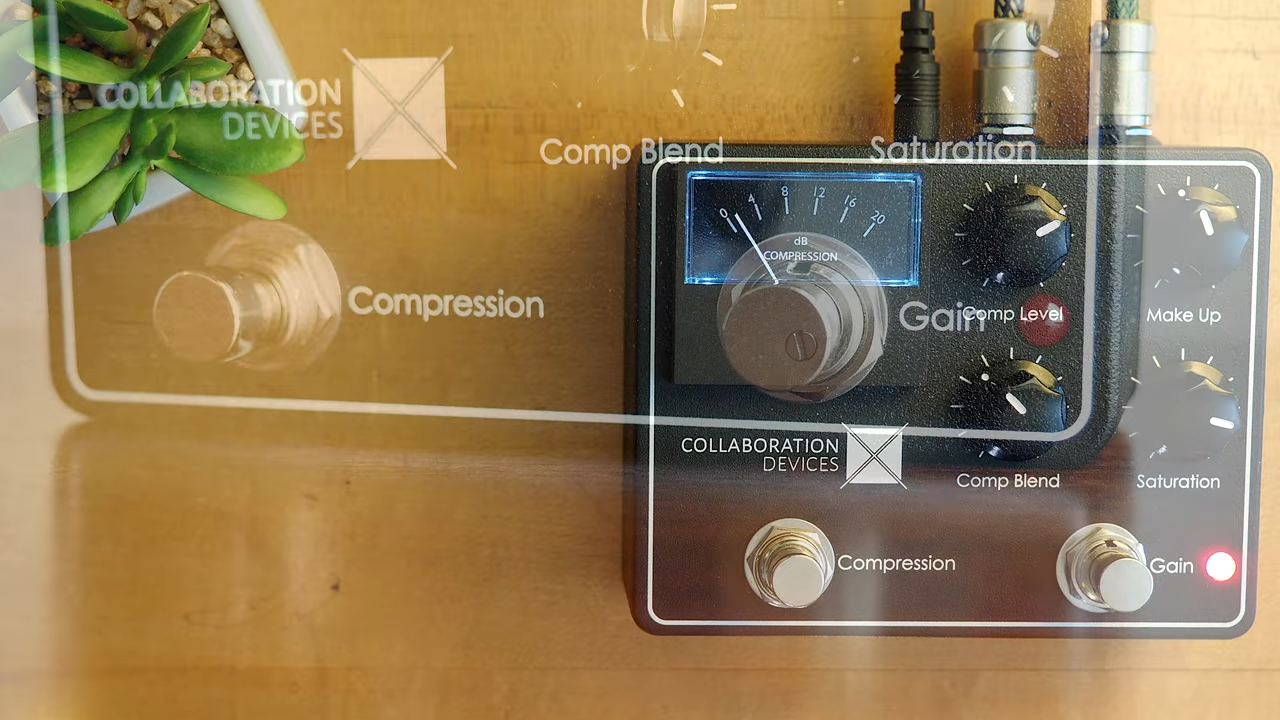 COLLABORATION
DEVICES
Comp Blend
Saturation
Compression
Gain
0 4 8 12 16 20
dB
COMPRESSION
Comp Level
Make Up
COLLABORATION
DEVICES
Comp Blend
Saturation
Compression
Gain